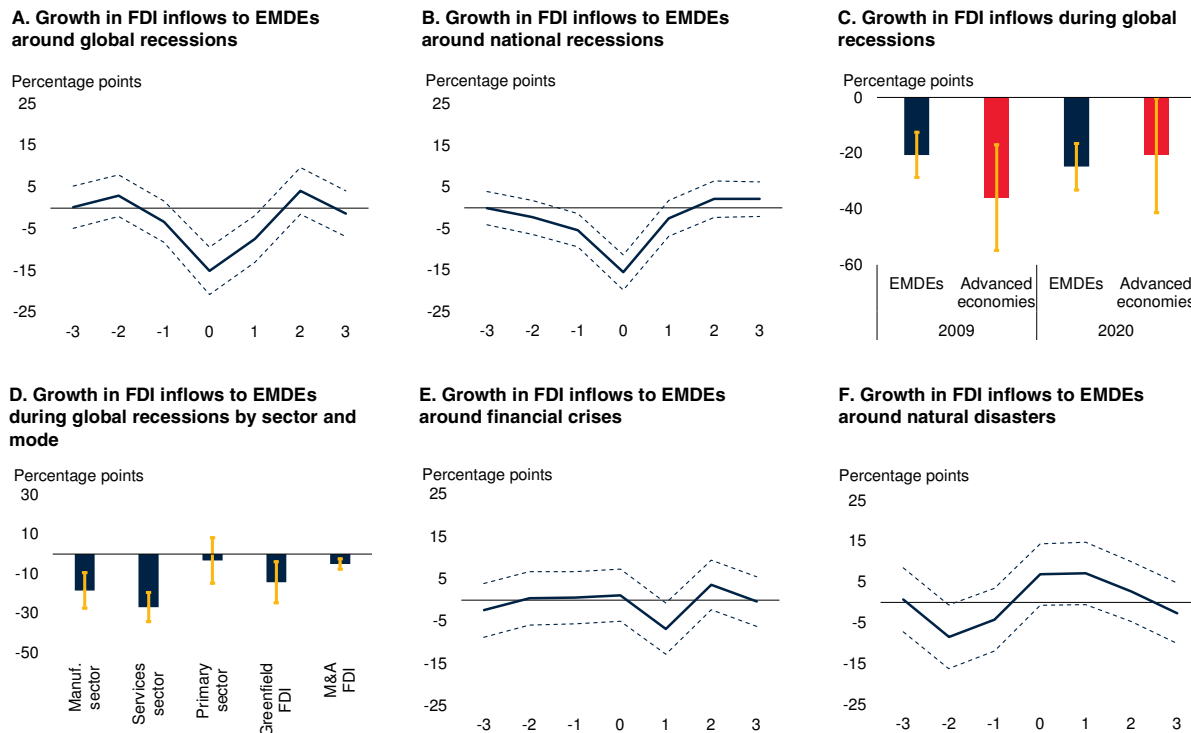 A. Growth in FDI inflows to EMDEs
around global recessions
Percentage points
25
15
5
-5
-15
-25
-3 -2 -1 0 1 2 3
B. Growth in FDI inflows to EMDEs
around national recessions
Percentage points
25
15
5
-5
-15
-25
-3 -2 -1 0 1 2 3
C. Growth in FDI inflows during global
recessions
Percentage points
0
-20
-40
-60
EMDEs Advanced EMDEs Advanced
economies economies
2009 2020
D. Growth in FDI inflows to EMDEs
during global recessions by sector and
mode
Percentage points
30
10
-10
-30
-50
Manuf.
sector
Services
sector
Primary
sector
Greenfield
FDI
M&A
FDI
E. Growth in FDI inflows to EMDEs
around financial crises
Percentage points
25
15
5
-5
-15
-25
-3 -2 -1 0 1 2 3
F. Growth in FDI inflows to EMDEs
around natural disasters
Percentage points
25
15
5
-5
-15
-25
-3 -2 -1 0 1 2 3